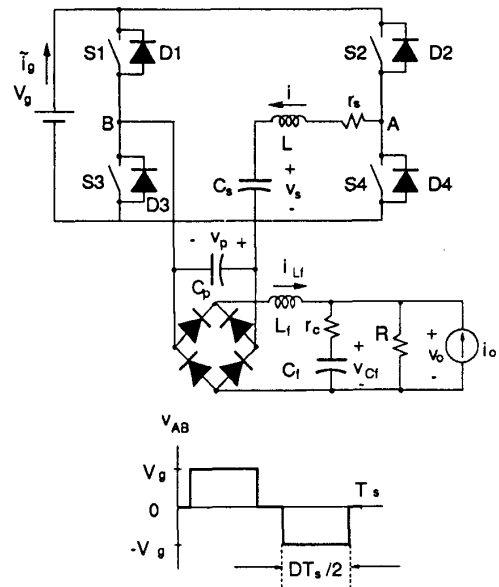 S1 D1 S2 D2
ĩg
Vg
i rs
B L A
Cs + vs -
S3 D3 S4 D4
- vp +
Cp
iLf
Lf rc
Cf + vCf - R + vo - io
vAB
Vg
Ts
0
-Vg
DTs/2